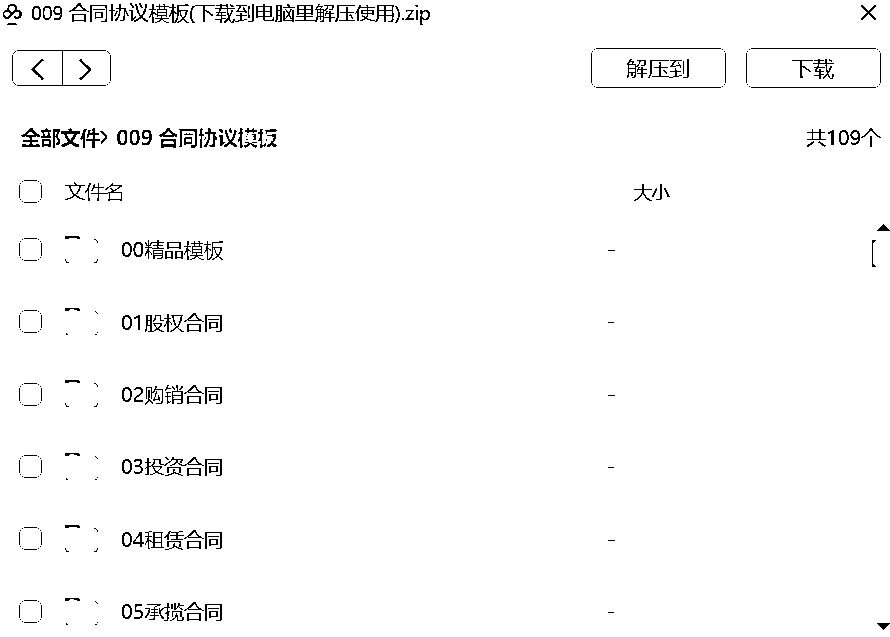 009 合同协议模板(下载到电脑里解压使用).zip
解压到 下载
全部文件> 009 合同协议模板 共109个
文件名 大小
00精品模板 -
01股权合同 -
02购销合同 -
03投资合同 -
04租赁合同 -
05承揽合同 -